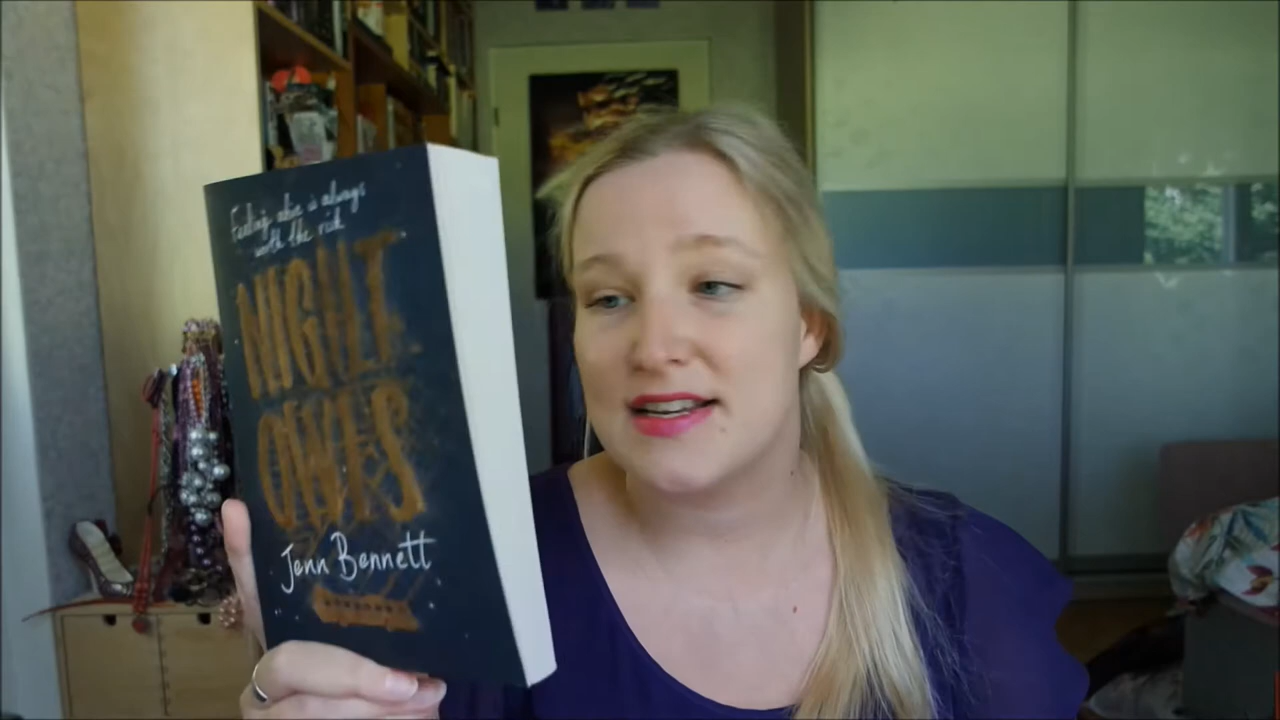 Feeling alive is always
worth the risk
NIGHT
OWLS
Jenn Bennett